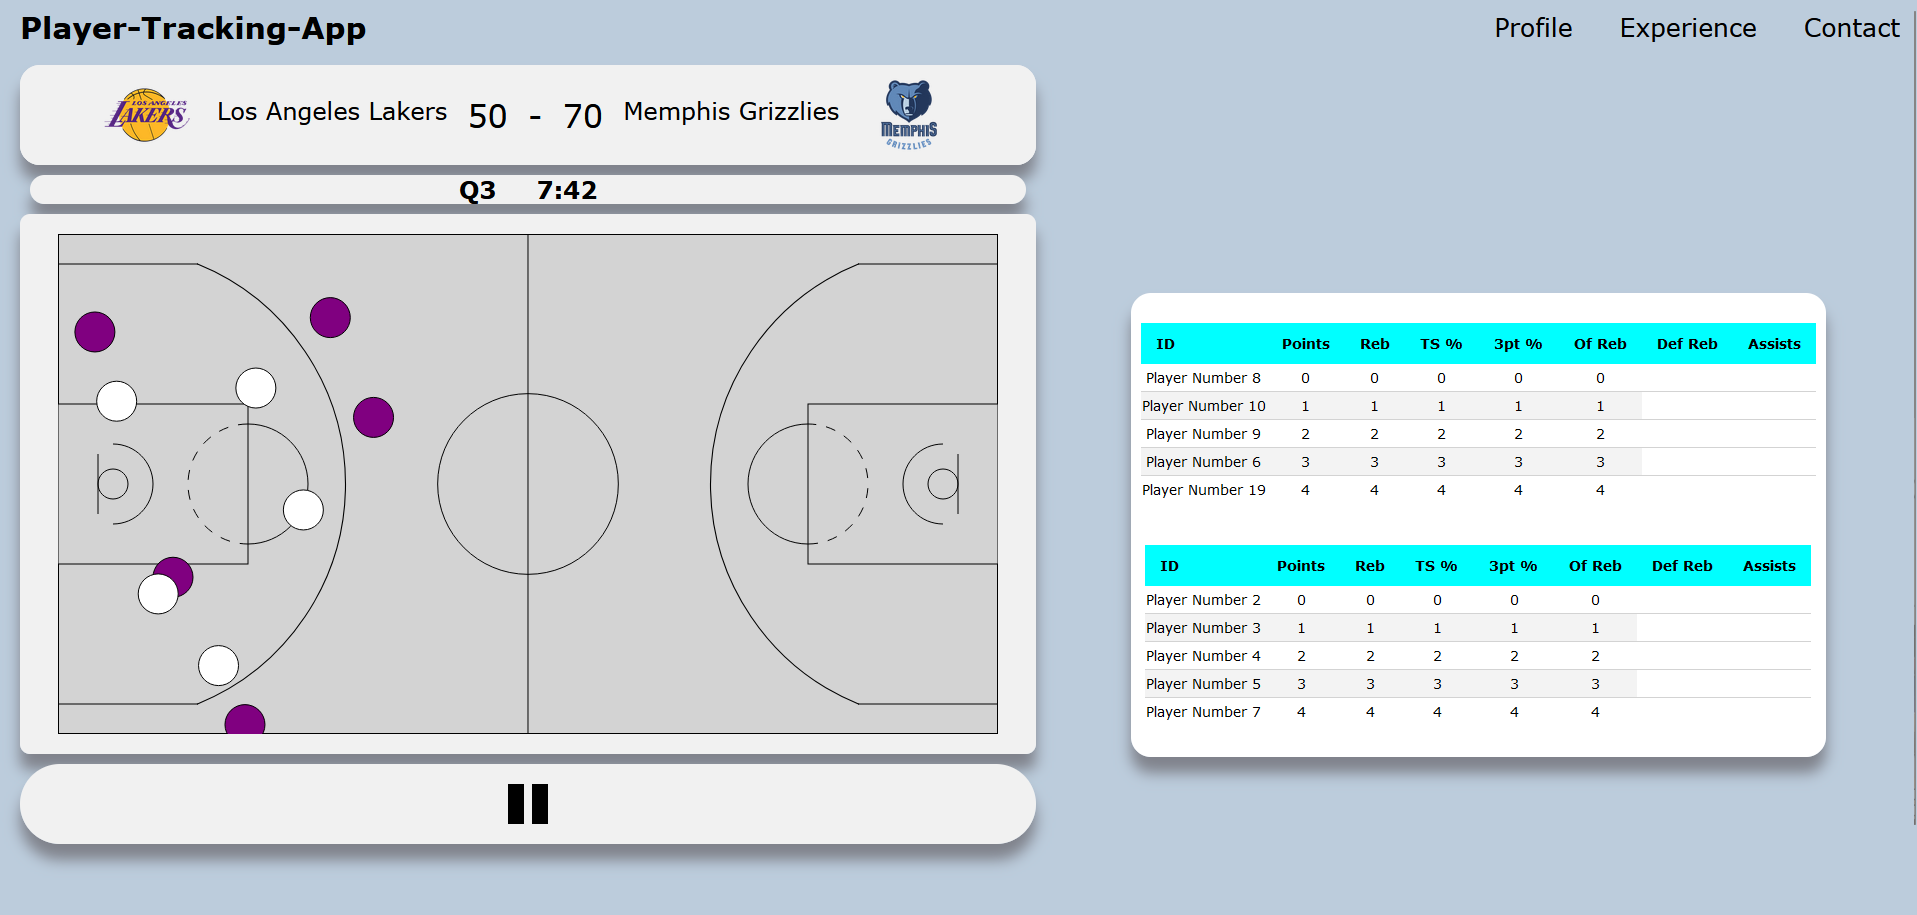 Player-Tracking-App
Profile Experience Contact
LOS ANGELES
LAKERS
Los Angeles Lakers 50 - 70 Memphis Grizzlies
MEMPHIS
GRIZZLIES
Q3 7:42
ID Points Reb TS % 3pt % Of Reb Def Reb Assists
Player Number 8 0 0 0 0 0
Player Number 10 1 1 1 1 1
Player Number 9 2 2 2 2 2
Player Number 6 3 3 3 3 3
Player Number 19 4 4 4 4 4
ID Points Reb TS % 3pt % Of Reb Def Reb Assists
Player Number 2 0 0 0 0 0
Player Number 3 1 1 1 1 1
Player Number 4 2 2 2 2 2
Player Number 5 3 3 3 3 3
Player Number 7 4 4 4 4 4